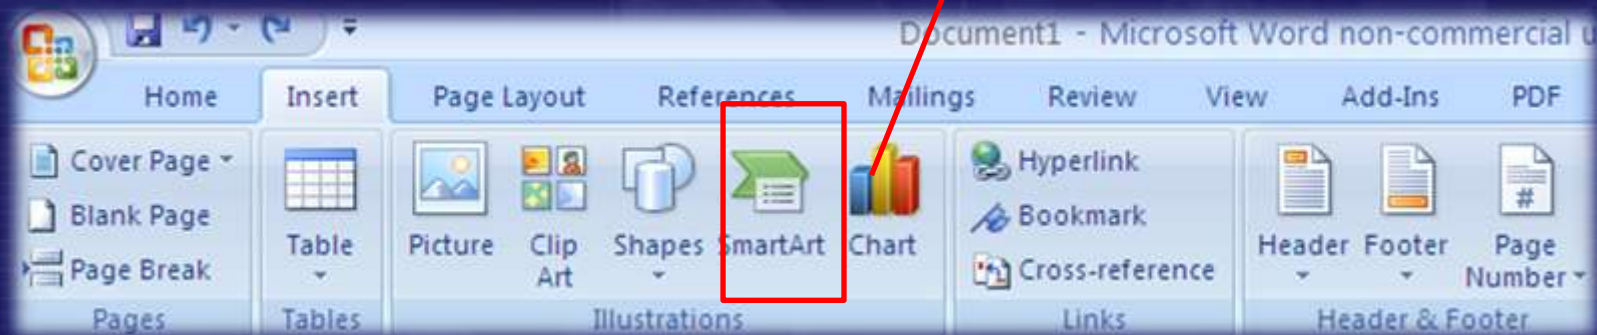 Document1 - Microsoft Word non-commercial u
Home Insert Page Layout References Mailings Review View Add-Ins PDF
Cover Page
Blank Page
Page Break
Pages
Table
Tables
Picture
Clip
Art
Shapes
SmartArt
Chart
Illustrations
Hyperlink
Bookmark
Cross-reference
Links
Header
Footer
Page
Number
#
Header & Footer